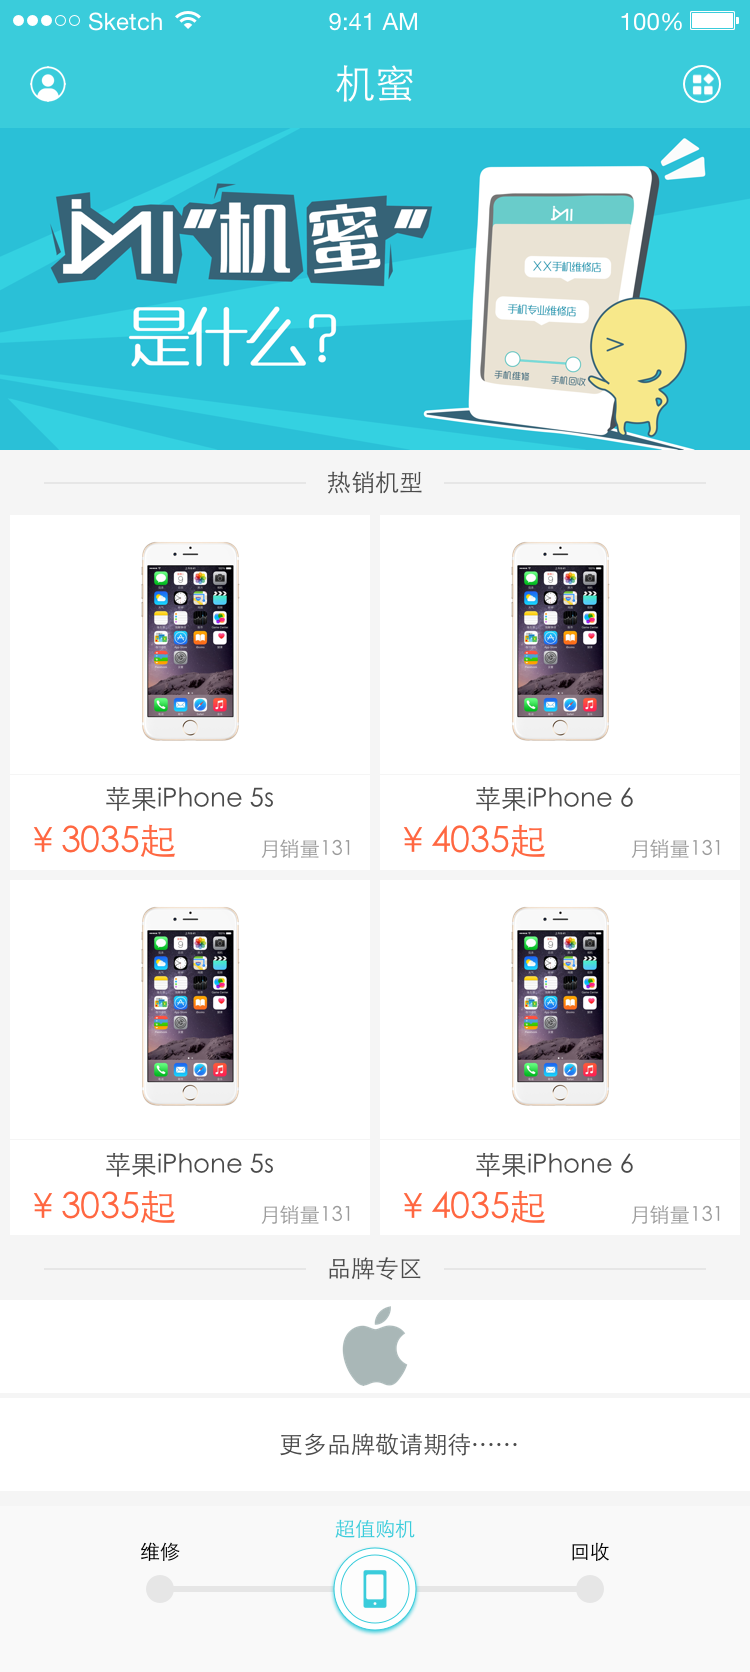 Sketch 9:41 AM 100%
机蜜
JMI“机蜜“
是什么?
JMI
XX手机维修店
手机专业维修店
手机维修 手机回收
热销机型
苹果iPhone 5s
¥ 3035起 月销量131
苹果iPhone 6
¥ 4035起 月销量131
苹果iPhone 5s
¥ 3035起 月销量131
苹果iPhone 6
¥ 4035起 月销量131
品牌专区
更多品牌敬请期待……
超值购机
维修 回收